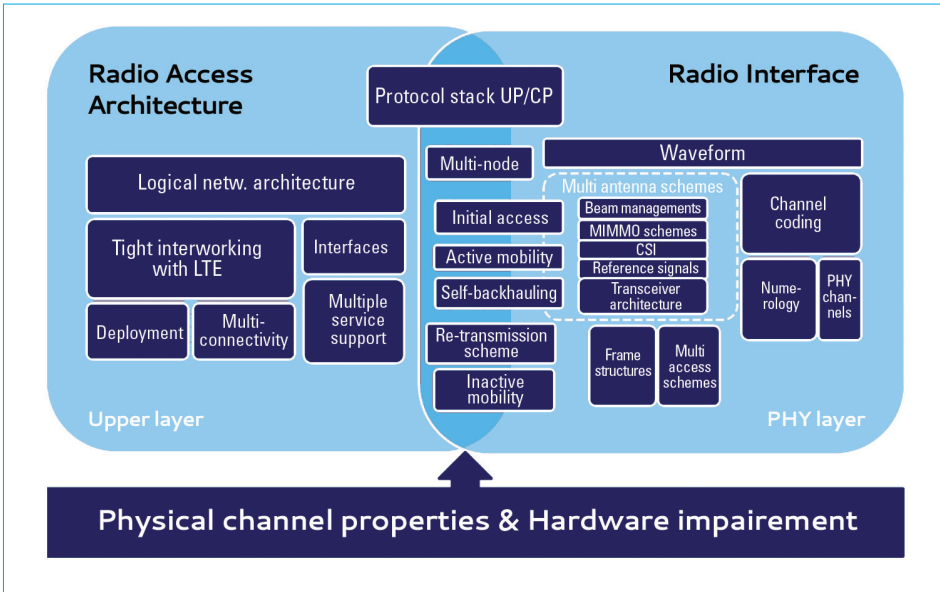 Radio Access
Architecture
Radio Interface
Protocol stack UP/CP
Logical netw. architecture
Tight interworking
with LTE
Interfaces
Deployment
Multi-
connectivity
Multiple
service
support
Upper layer
Multi-node
Initial access
Active mobility
Self-backhauling
Re-transmission
scheme
Inactive
mobility
Waveform
Multi antenna schemes
Beam managements
MIMMO schemes
CSI
Reference signals
Transceiver
architecture
Channel
coding
Nume-
rology
PHY
chan-
nels
Frame
structures
Multi
access
schemes
PHY layer
Physical channel properties & Hardware impairement